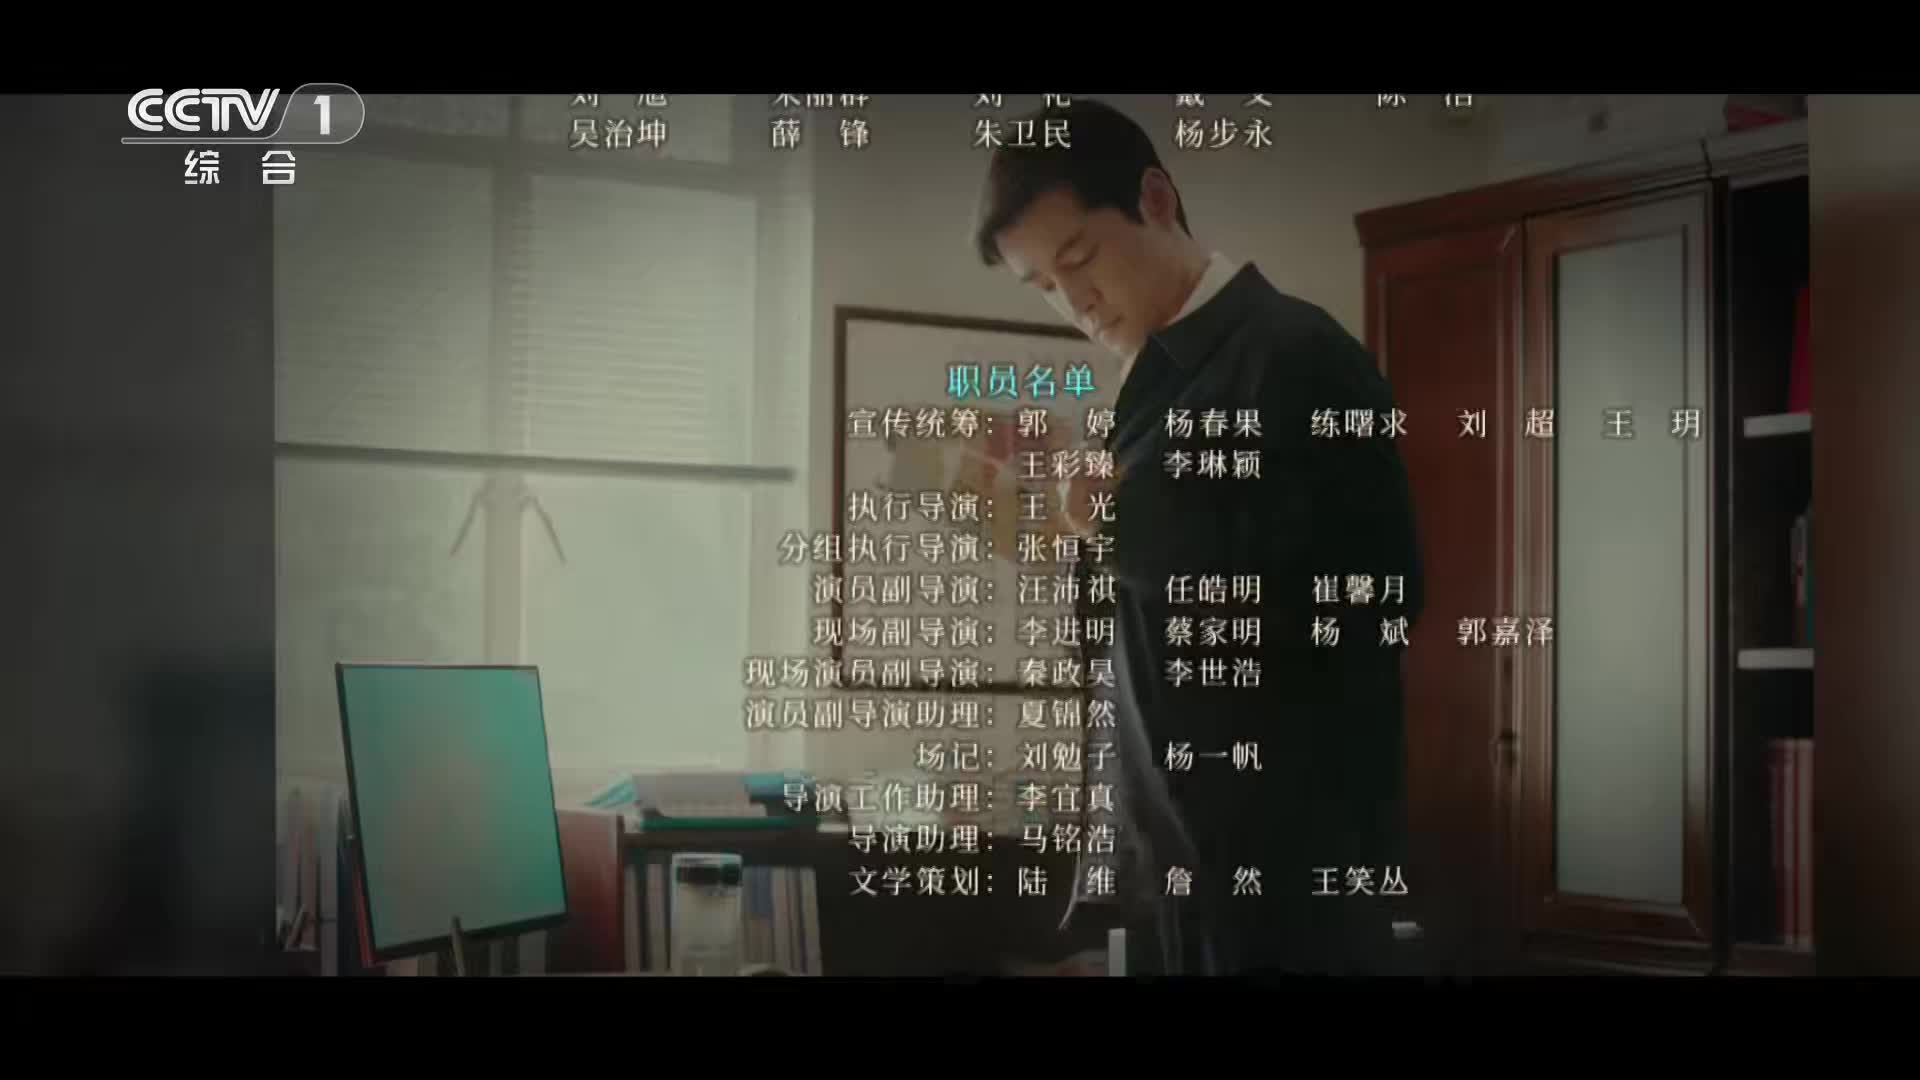 CCTV 1
综 合
吴治坤 薛 锋 朱卫民 杨步永
职员名单
宣传统筹：郭 婷 杨春果 练曙求 刘 超 王 玥
王彩臻 李琳颖
执行导演：王 光
分组执行导演：张恒宇
演员副导演：汪沛祺 任皓明 崔馨月
现场副导演：李进明 蔡家明 杨 斌 郭嘉泽
现场演员副导演：秦政昊 李世浩
演员副导演助理：夏锦然
场记：刘勉子 杨一帆
导演工作助理：李宜真
导演助理：马铭浩
文学策划：陆 维 詹 然 王笑丛